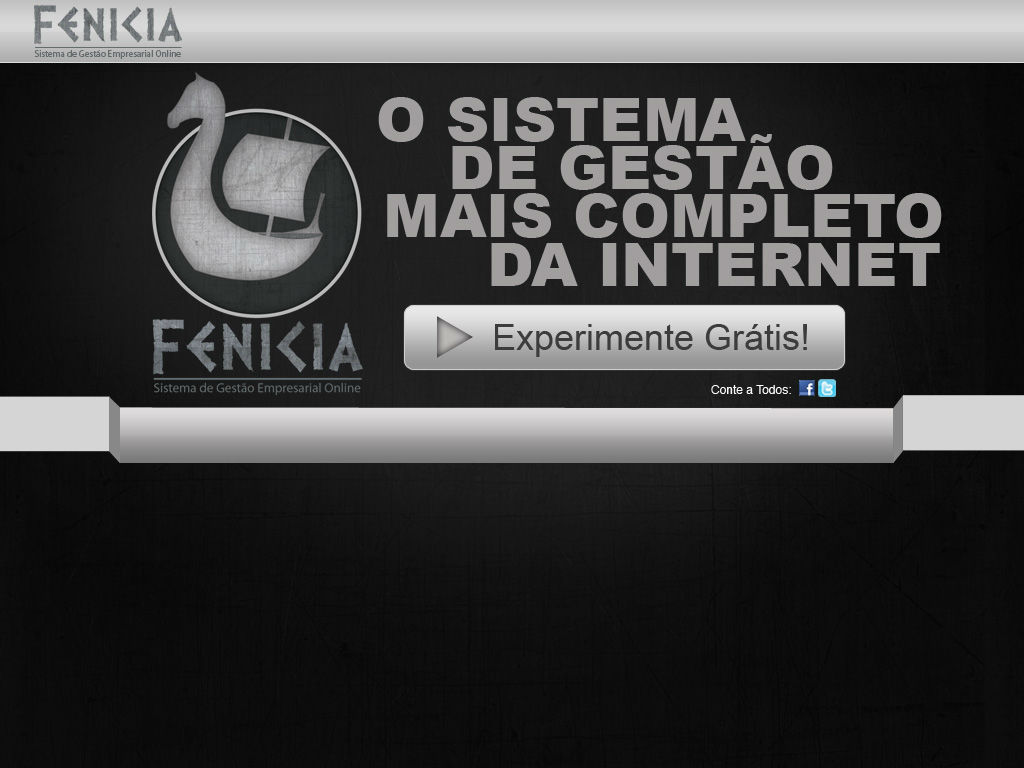 FENICIA
Sistema de Gestão Empresarial Online
O SISTEMA
DE GESTÃO
MAIS COMPLETO
DA INTERNET
FENICIA
Sistema de Gestão Empresarial Online
Experimente Grátis!
Conte a Todos: